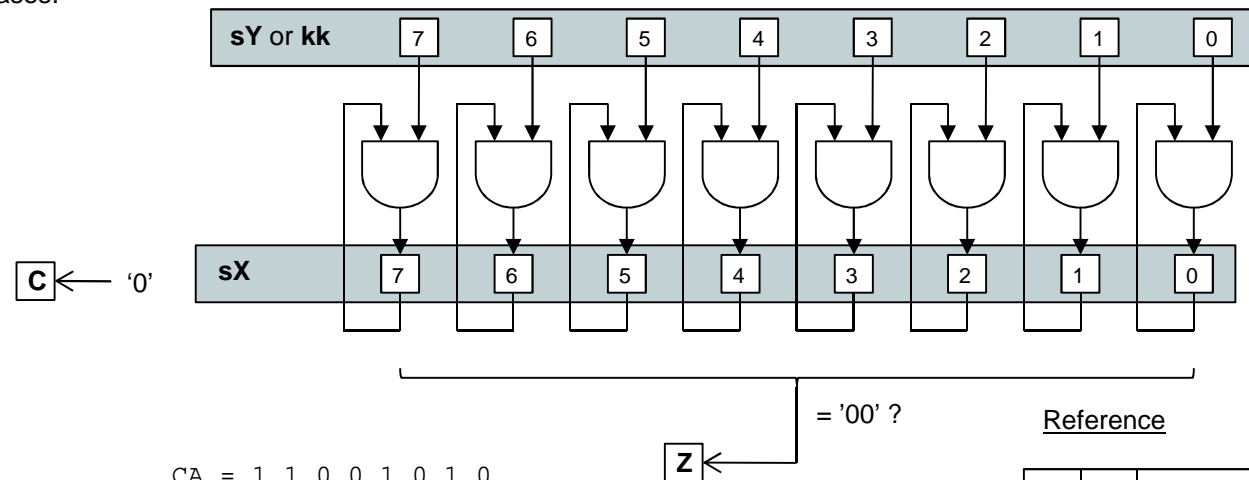 sY or kk 7 6 5 4 3 2 1 0
C ‘0’ sX 7 6 5 4 3 2 1 0
= ’00’ ?
Reference
Z
CA = 1 1 0 0 1 0 1 0